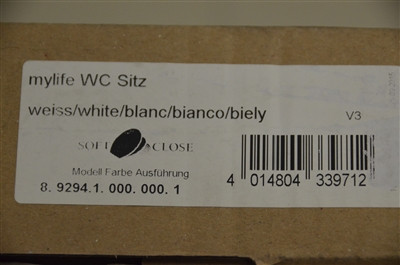 mylife WC Sitz
weiss/white/blanc/bianco/biely V3
SOFT CLOSE
Modell Farbe Ausführung
8. 9294.1. 000. 000. 1
4 014804 339712